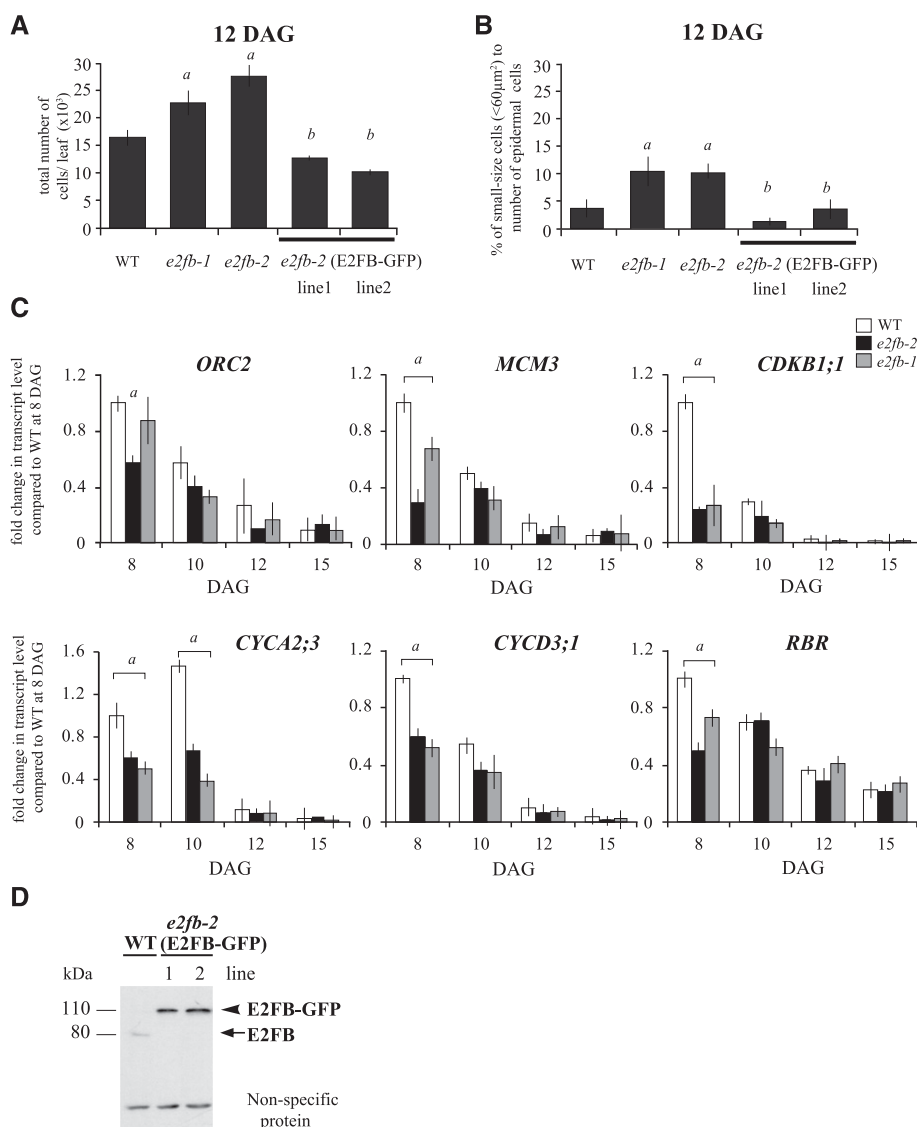 A
12 DAG
total number of
cells/ leaf (x10³)
30
25
20
15
10
5
0
a
a
b
b
WT
e2fb-1
e2fb-2
e2fb-2 (E2FB-GFP)
line1
line2
B
12 DAG
% of small-size cells (<60µm²) to
number of epidermal cells
30
25
20
15
10
5
0
a
a
b
b
WT
e2fb-1
e2fb-2
e2fb-2 (E2FB-GFP)
line1
line2
C
WT
e2fb-2
e2fb-1
fold change in transcript level
compared to WT at 8 DAG
ORC2
1.2
0.8
0.4
0
a
8 10 12 15
DAG
MCM3
1.2
0.8
0.4
0
a
8 10 12 15
DAG
CDKB1;1
1.2
0.8
0.4
0
a
8 10 12 15
DAG
fold change in transcript level
compared to WT at 8 DAG
CYCA2;3
1.6
1.2
0.8
0.4
0
a
a
8 10 12 15
DAG
CYCD3;1
1.2
0.8
0.4
0
a
8 10 12 15
DAG
RBR
1.2
0.8
0.4
0
a
8 10 12 15
DAG
D
e2fb-2
WT (E2FB-GFP)
kDa 1 2 line
110 E2FB-GFP
80 E2FB
Non-specific
protein